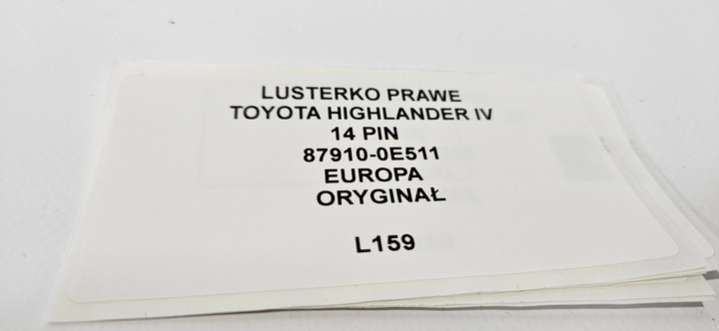 LUSTERKO PRAWE
TOYOTA HIGHLANDER IV
14 PIN
87910-0E511
EUROPA
ORYGINAŁ
L159